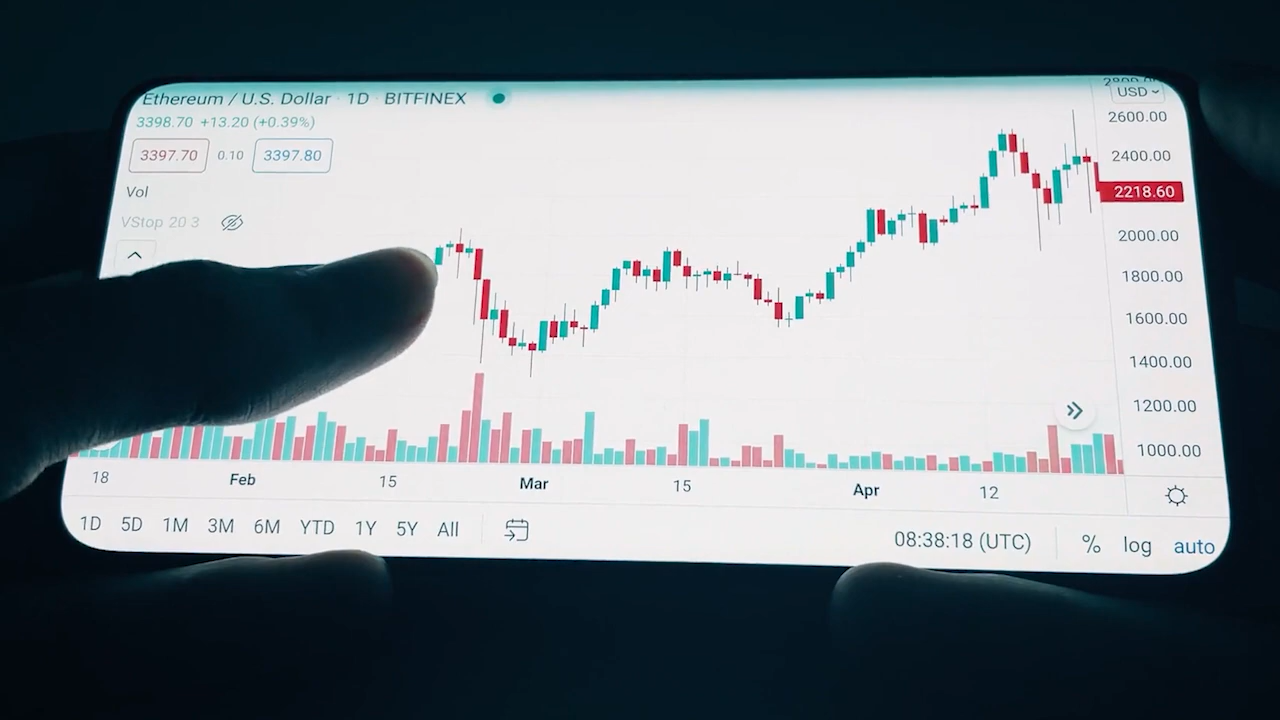 Ethereum / U.S. Dollar · 1D · BITFINEX
3398.70 +13.20 (+0.39%)
3397.70 0.10 3397.80
Vol
VStop 20 3
USD
2600.00
2400.00
2218.60
2000.00
1800.00
1600.00
1400.00
1200.00
1000.00
18 Feb 15 Mar 15 Apr 12
1D 5D 1M 3M 6M YTD 1Y 5Y All
08:38:18 (UTC) % log auto